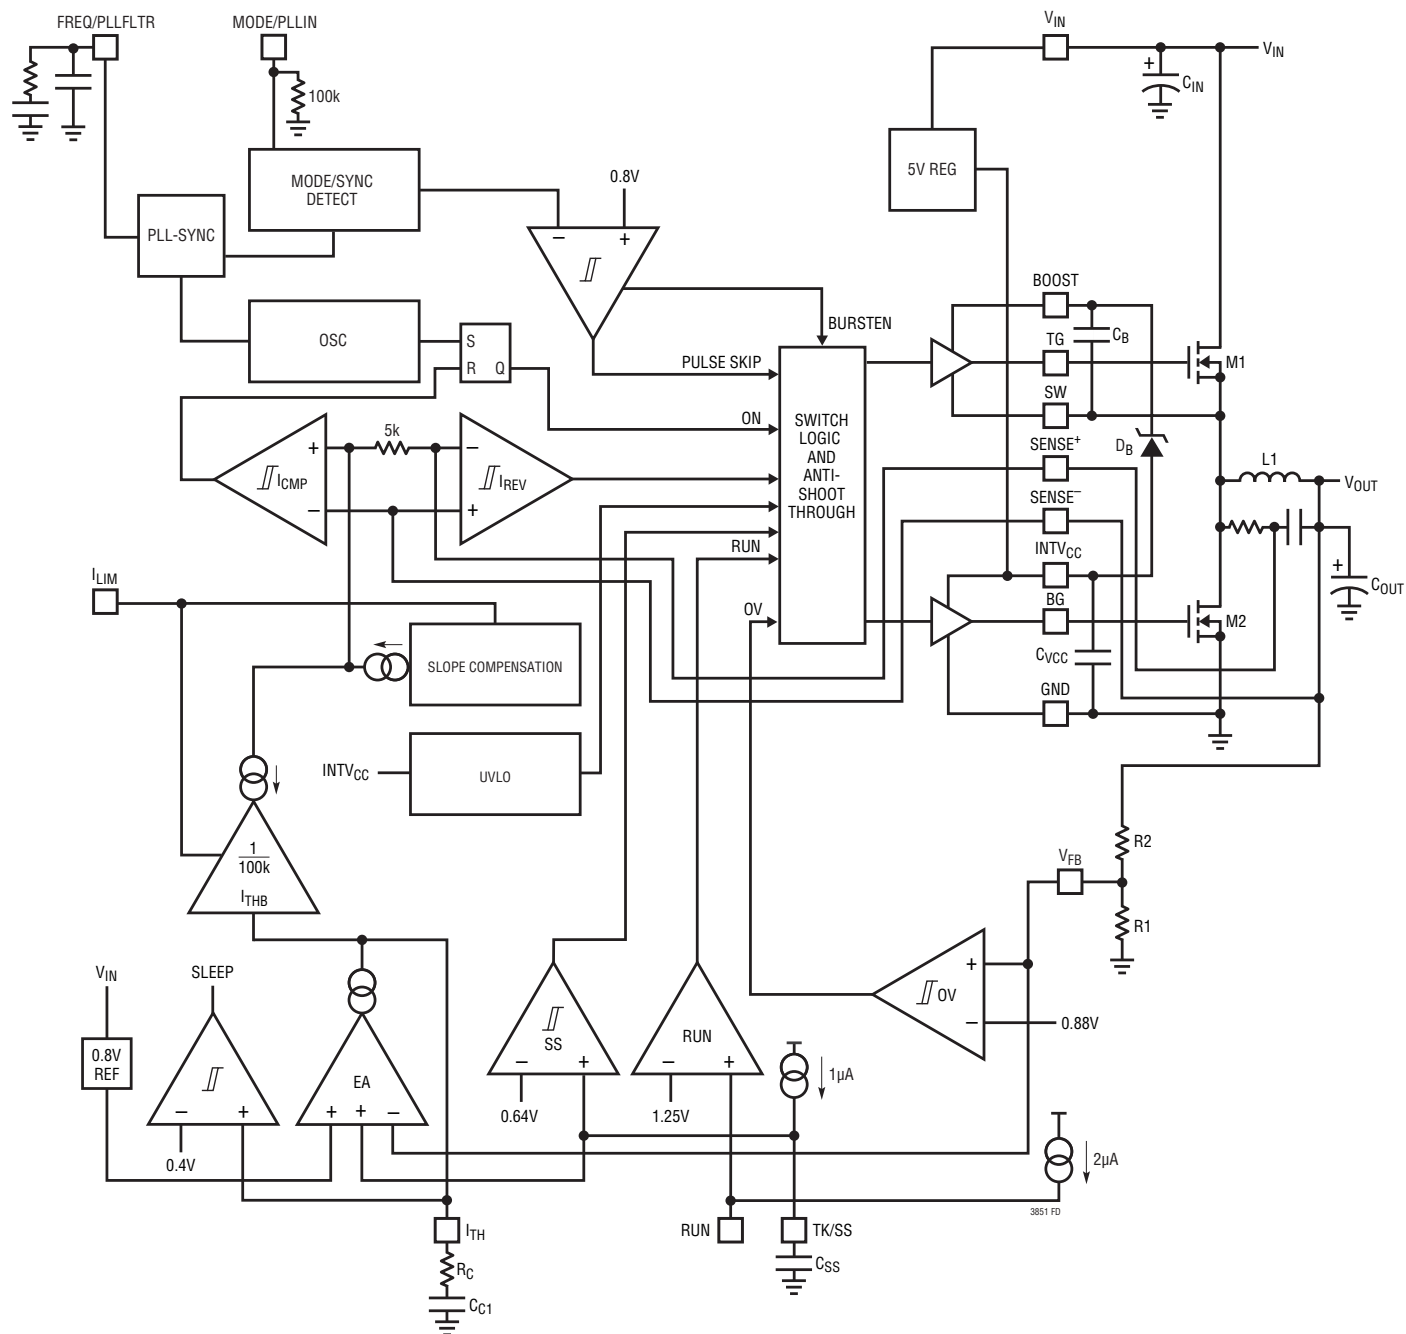 FREQ/PLLFLTR
MODE/PLLIN
VIN
VIN
+
CIN
100k
MODE/SYNC
DETECT
0.8V
5V REG
PLL-SYNC
– +
BOOST
OSC
S
R Q
BURSTEN
TG
CB
M1
PULSE SKIP
SW
SWITCH
LOGIC
AND
ANTI-
SHOOT
THROUGH
ON
5k
+
–
ICMP
–
+
IREV
SENSE+
DB
L1
VOUT
SENSE–
RUN
INTVCC
+
COUT
ILIM
OV
BG
M2
SLOPE COMPENSATION
CVCC
GND
INTVCC
UVLO
1
100k
ITHB
R2
VFB
R1
VIN
SLEEP
+
–
OV
0.88V
0.8V
REF
SS
– +
RUN
– +
1µA
EA
– +
+ + –
0.64V
1.25V
0.4V
2µA
3851 FD
ITH
RUN
TK/SS
RC
CSS
CC1